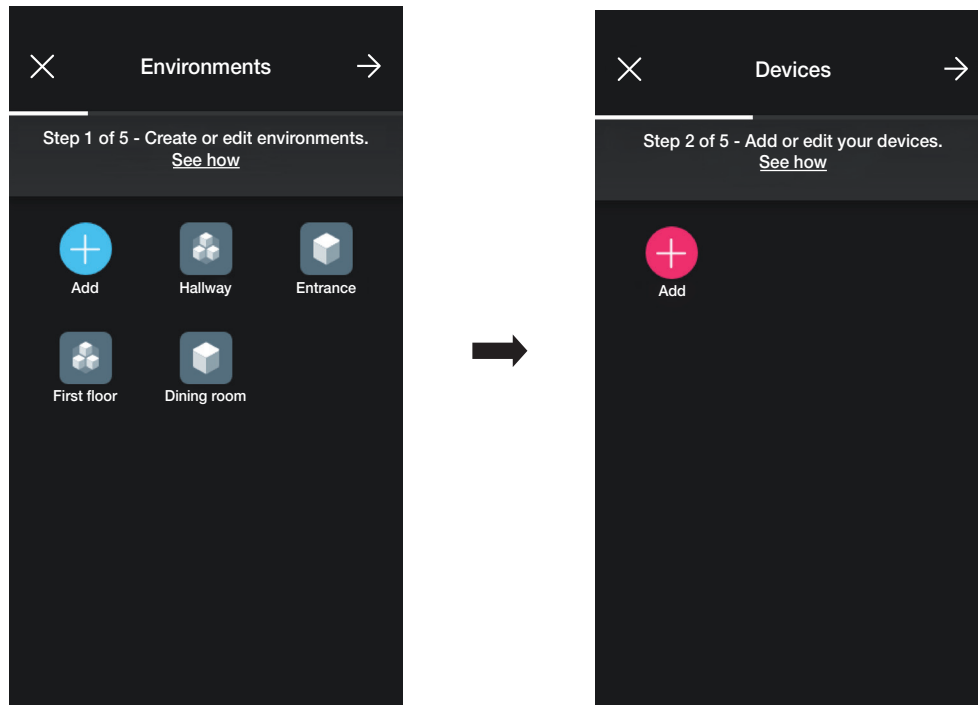 Environments
Step 1 of 5 - Create or edit environments.
See how
Add
Hallway
Entrance
First floor
Dining room
Devices
Step 2 of 5 - Add or edit your devices.
See how
Add